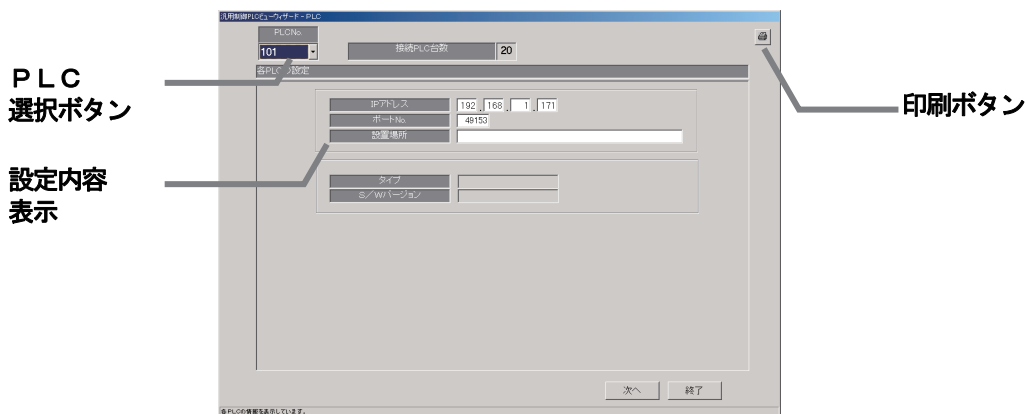 汎用制御PLCビューウィザード - PLC
PLCNo.
101
接続PLC台数
20
各PLCの設定
IPアドレス
192.168.1.171
ポートNo.
49153
設置場所
タイプ
S/Wバージョン
次へ
終了
各PLCの情報を表示しています。
PLC
選択ボタン
設定内容
表示
印刷ボタン